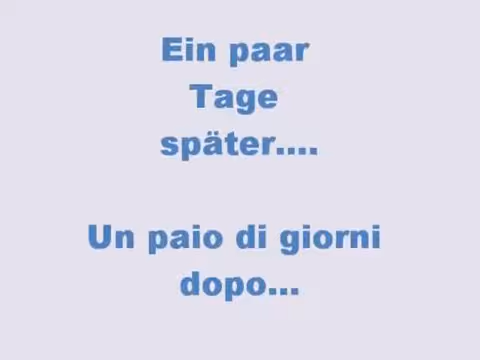 Ein paar
Tage
später....
Un paio di giorni
dopo...